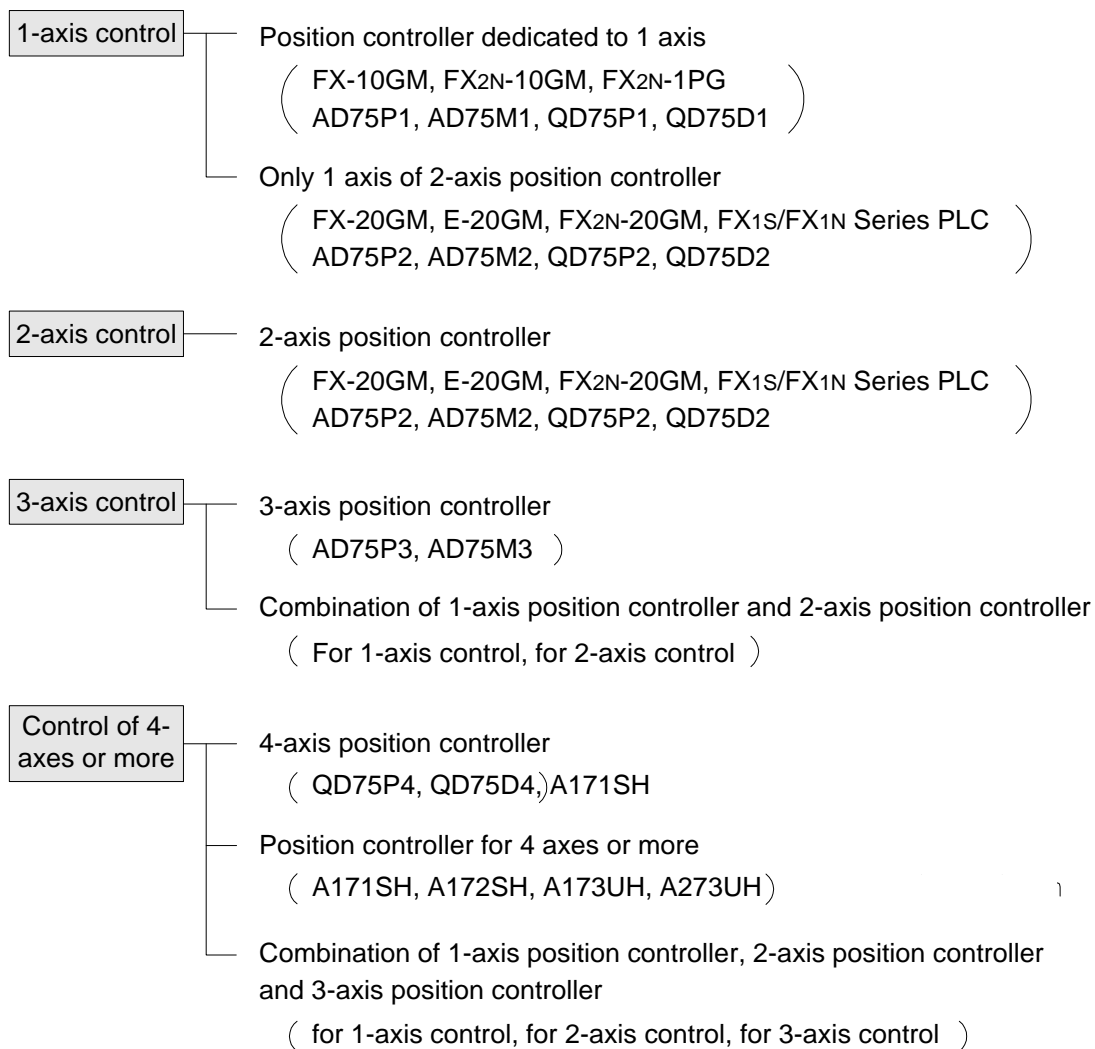 1-axis control
Position controller dedicated to 1 axis
( FX-10GM, FX2N-10GM, FX2N-1PG
AD75P1, AD75M1, QD75P1, QD75D1 )
Only 1 axis of 2-axis position controller
( FX-20GM, E-20GM, FX2N-20GM, FX1S/FX1N Series PLC
AD75P2, AD75M2, QD75P2, QD75D2 )
2-axis control
2-axis position controller
( FX-20GM, E-20GM, FX2N-20GM, FX1S/FX1N Series PLC
AD75P2, AD75M2, QD75P2, QD75D2 )
3-axis control
3-axis position controller
( AD75P3, AD75M3 )
Combination of 1-axis position controller and 2-axis position controller
( For 1-axis control, for 2-axis control )
Control of 4-
axes or more
4-axis position controller
( QD75P4, QD75D4,)A171SH
Position controller for 4 axes or more
( A171SH, A172SH, A173UH, A273UH)
Combination of 1-axis position controller, 2-axis position controller
and 3-axis position controller
( for 1-axis control, for 2-axis control, for 3-axis control )